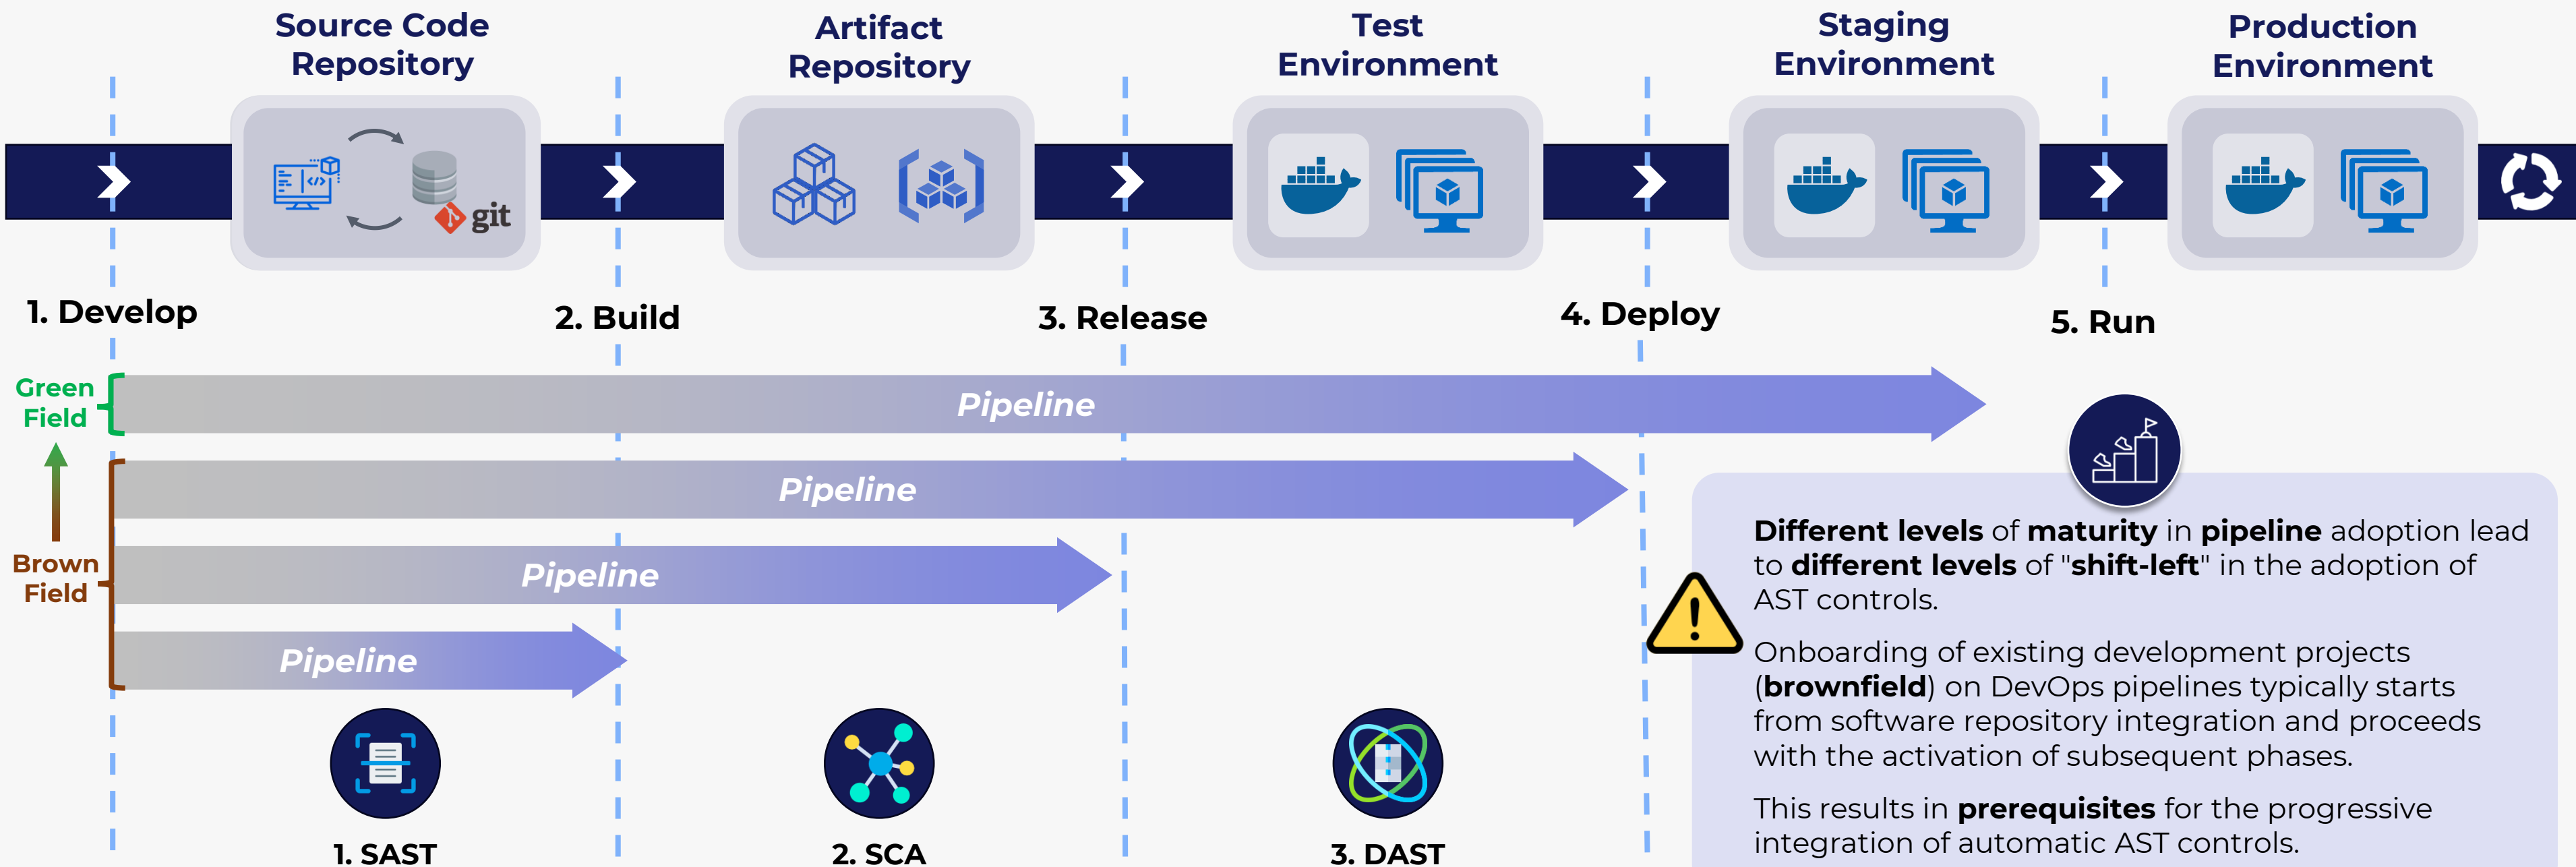 Source Code
Repository
Artifact
Repository
Test
Environment
Staging
Environment
Production
Environment
git
1. Develop
2. Build
3. Release
4. Deploy
5. Run
Green
Field
Pipeline
Pipeline
Brown
Field
Pipeline
Pipeline
Different levels of maturity in pipeline adoption lead
to different levels of "shift-left" in the adoption of
AST controls.
Onboarding of existing development projects
(brownfield) on DevOps pipelines typically starts
from software repository integration and proceeds
with the activation of subsequent phases.
This results in prerequisites for the progressive
integration of automatic AST controls.
1. SAST
2. SCA
3. DAST